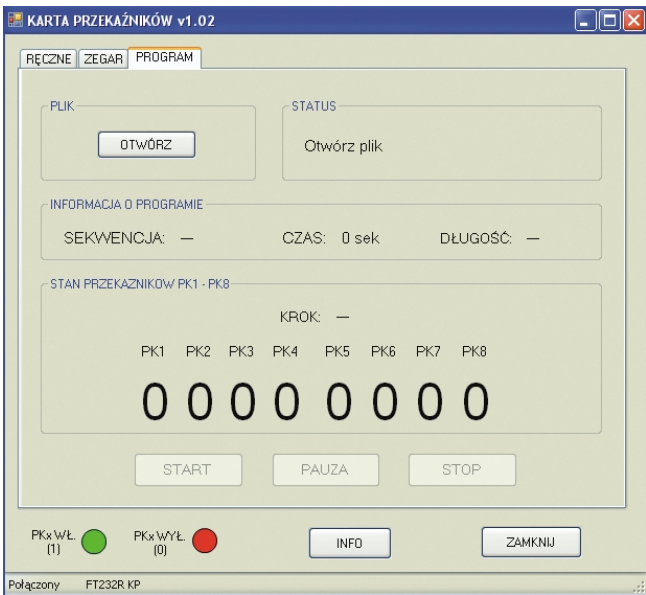 KARTA PRZEKAŹNIKÓW v1.02
RĘCZNE ZEGAR PROGRAM
PLIK STATUS
OTWÓRZ Otwórz plik
INFORMACJA O PROGRAMIE
SEKWENCJA: — CZAS: 0 sek DŁUGOŚĆ: —
STAN PRZEKAZNIKOW PK1 - PK8
KROK: —
PK1 PK2 PK3 PK4 PK5 PK6 PK7 PK8
0 0 0 0 0 0 0 0
START PAUZA STOP
PKx WŁ. (1) PKx WYŁ. (0) INFO ZAMKNIJ
Połączony FT232R KP